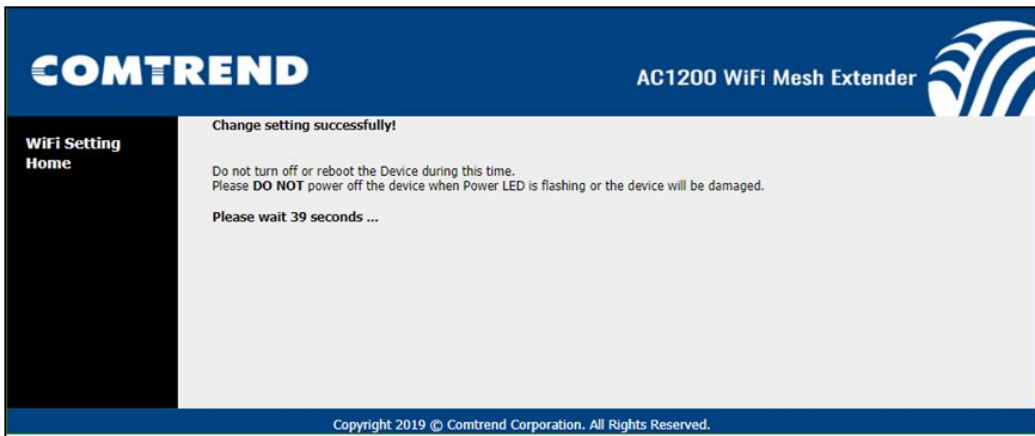 COMTREND
AC1200 WiFi Mesh Extender
WiFi Setting
Home
Change setting successfully!
Do not turn off or reboot the Device during this time.
Please DO NOT power off the device when Power LED is flashing or the device will be damaged.
Please wait 39 seconds ...
Copyright 2019 © Comtrend Corporation. All Rights Reserved.